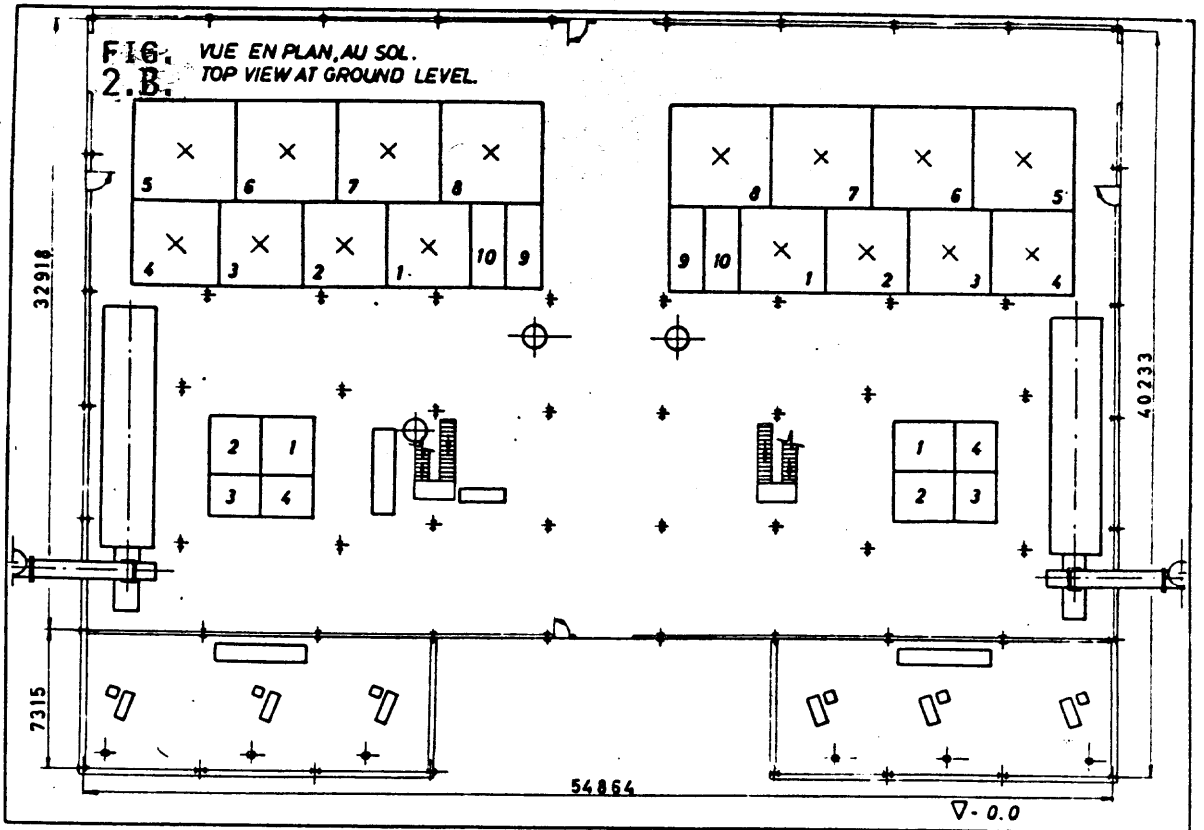 FIG. VUE EN PLAN, AU SOL.
2.B. TOP VIEW AT GROUND LEVEL.
5 6 7 8
8 7 6 5
4 3 2 1 10 9
9 10 1 2 3 4
32918
40233
2 1
3 4
1 4
2 3
7315
54864
∇- 0.0